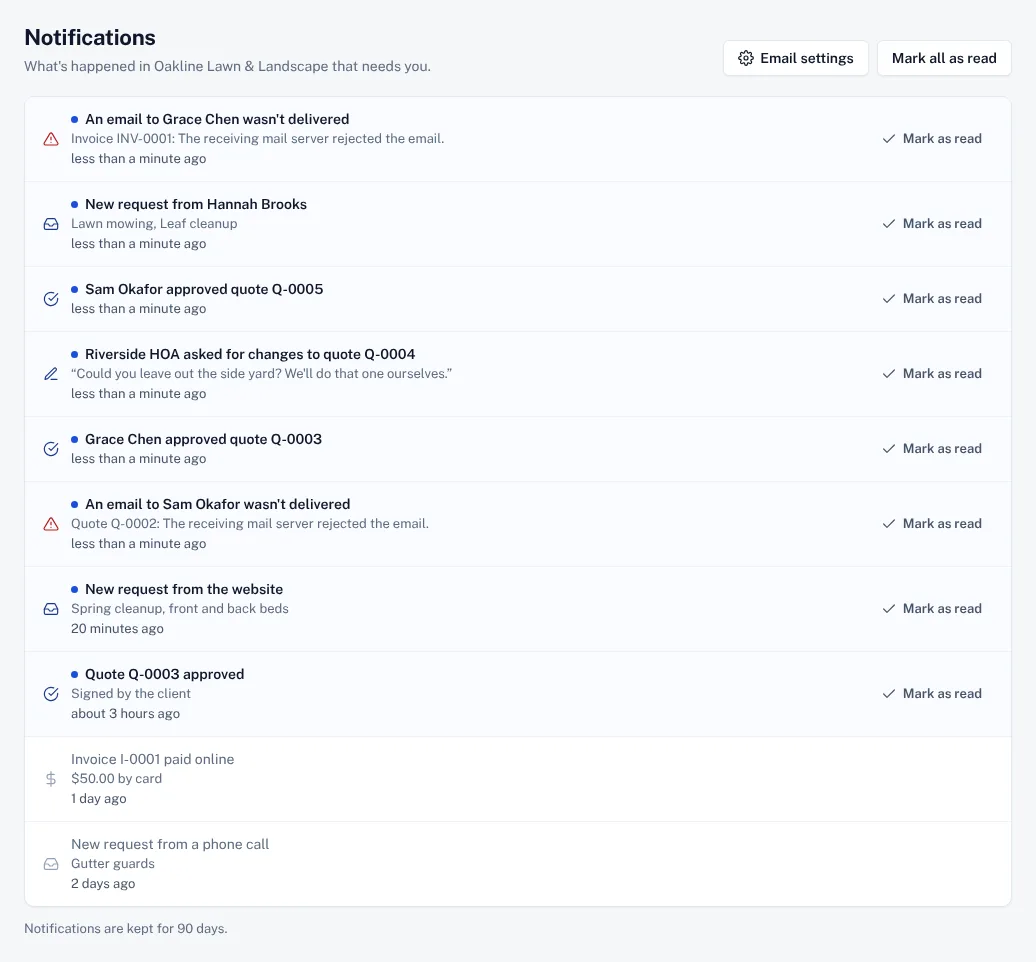 Notifications
What's happened in Oakline Lawn & Landscape that needs you.
Email settings
Mark all as read
An email to Grace Chen wasn't delivered
Invoice INV-0001: The receiving mail server rejected the email.
less than a minute ago
Mark as read
New request from Hannah Brooks
Lawn mowing, Leaf cleanup
less than a minute ago
Mark as read
Sam Okafor approved quote Q-0005
less than a minute ago
Mark as read
Riverside HOA asked for changes to quote Q-0004
“Could you leave out the side yard? We'll do that one ourselves.”
less than a minute ago
Mark as read
Grace Chen approved quote Q-0003
less than a minute ago
Mark as read
An email to Sam Okafor wasn't delivered
Quote Q-0002: The receiving mail server rejected the email.
less than a minute ago
Mark as read
New request from the website
Spring cleanup, front and back beds
20 minutes ago
Mark as read
Quote Q-0003 approved
Signed by the client
about 3 hours ago
Mark as read
Invoice I-0001 paid online
$50.00 by card
1 day ago
New request from a phone call
Gutter guards
2 days ago
Notifications are kept for 90 days.